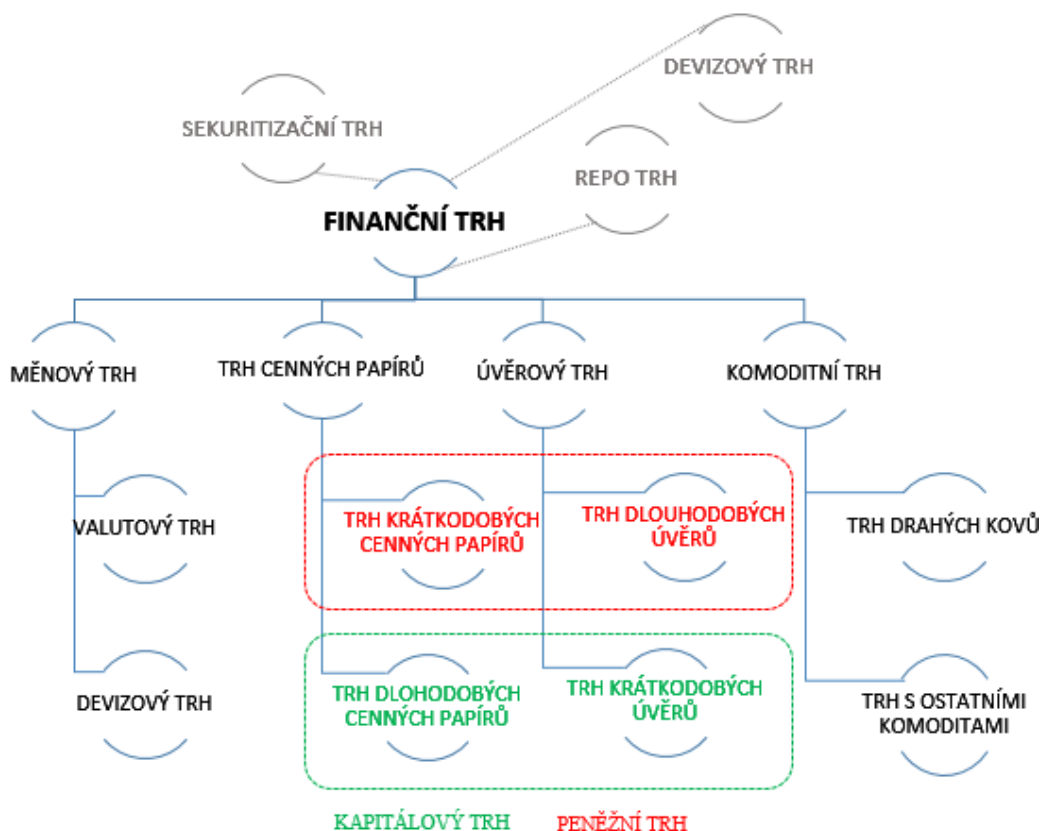 DEVIZOVÝ TRH
SEKURITIZAČNÍ TRH
REPO TRH
FINANČNÍ TRH
MĚNOVÝ TRH
TRH CENNÝCH PAPÍRŮ
ÚVĚROVÝ TRH
KOMODITNÍ TRH
VALUTOVÝ TRH
TRH KRÁTKODOBÝCH
CENNÝCH PAPÍRŮ
TRH DLOUHODOBÝCH
ÚVĚRŮ
TRH DRAHÝCH KOVŮ
DEVIZOVÝ TRH
TRH DLOHODOBÝCH
CENNÝCH PAPÍRŮ
TRH KRÁTKODOBÝCH
ÚVĚRŮ
TRH S OSTATNÍMI
KOMODITAMI
KAPITÁLOVÝ TRH
PENĚŽNÍ TRH